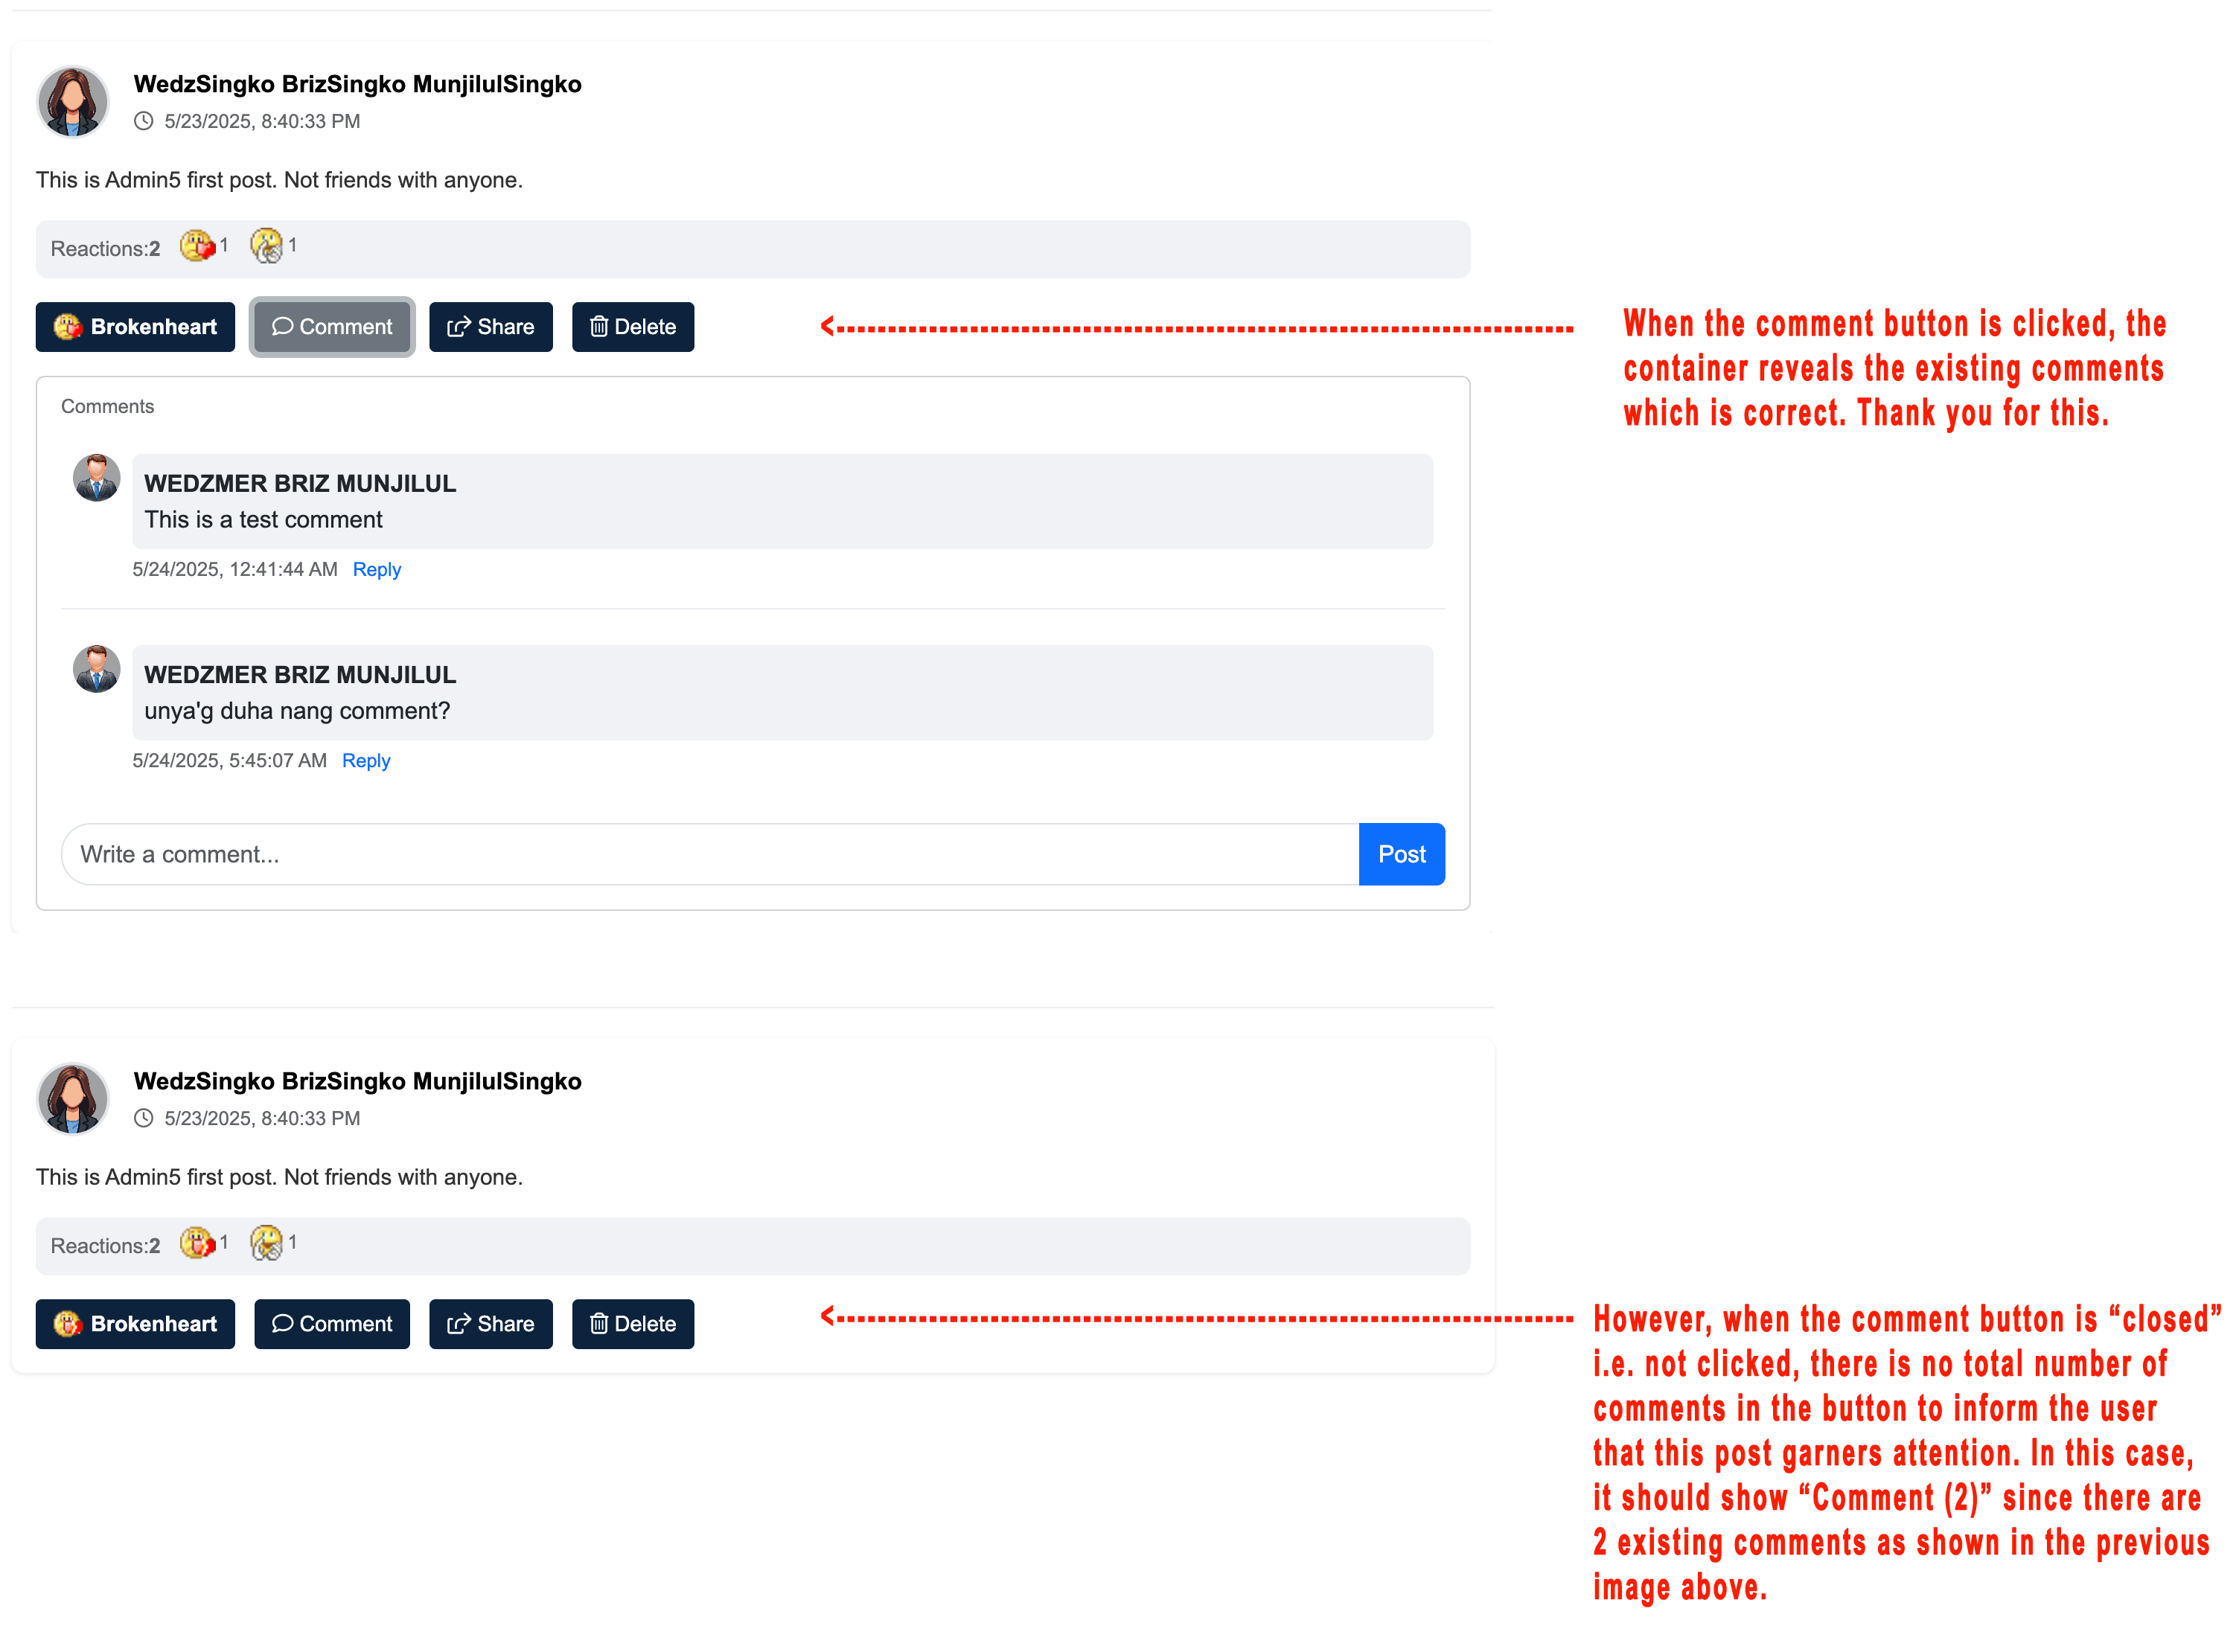 WedzSingko BrizSingko MunjilulSingko
5/23/2025, 8:40:33 PM
This is Admin5 first post. Not friends with anyone.
Reactions:2 1 1
Brokenheart Comment Share Delete
When the comment button is clicked, the
container reveals the existing comments
which is correct. Thank you for this.
Comments
WEDZMER BRIZ MUNJILUL
This is a test comment
5/24/2025, 12:41:44 AM Reply
WEDZMER BRIZ MUNJILUL
unya'g duha nang comment?
5/24/2025, 5:45:07 AM Reply
Write a comment... Post
WedzSingko BrizSingko MunjilulSingko
5/23/2025, 8:40:33 PM
This is Admin5 first post. Not friends with anyone.
Reactions:2 1 1
Brokenheart Comment Share Delete
However, when the comment button is “closed”
i.e. not clicked, there is no total number of
comments in the button to inform the user
that this post garners attention. In this case,
it should show “Comment (2)” since there are
2 existing comments as shown in the previous
image above.